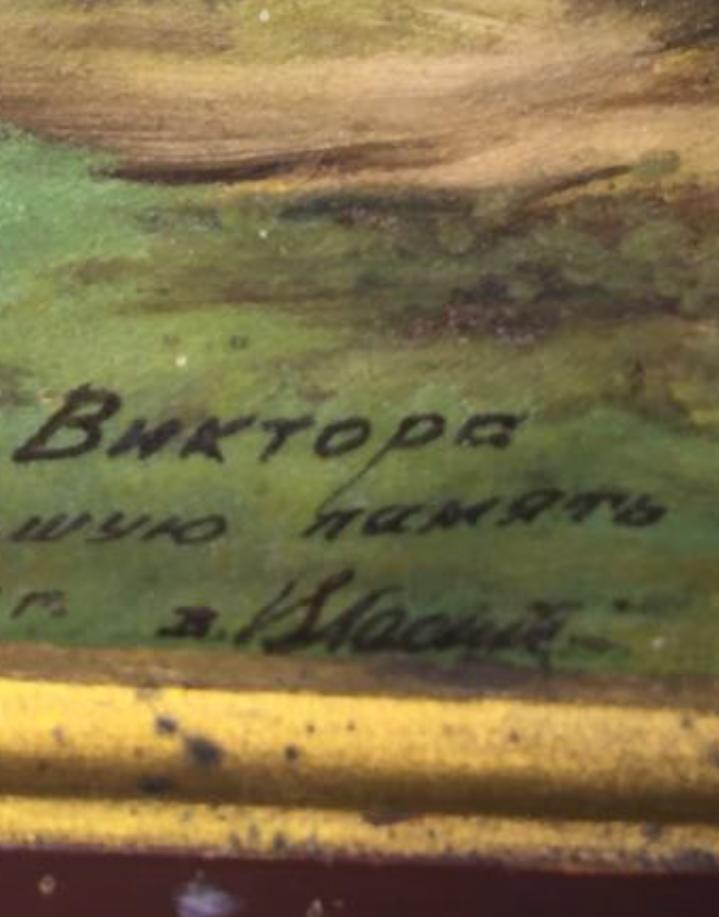 Виктора
шую память
г. в.